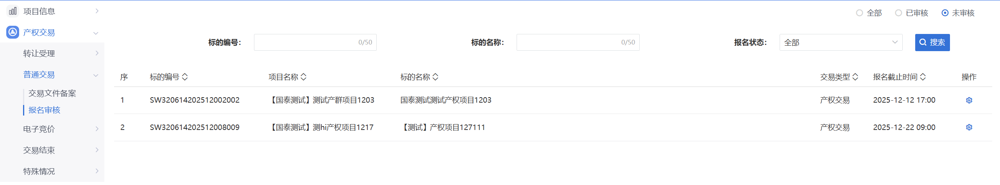 项目信息
全部 已审核 未审核
产权交易
标的编号： 0/50 标的名称： 0/50 报名状态： 全部 搜索
转让受理
普通交易
交易文件备案
报名审核
电子竞价
交易结束
特殊情况
序 标的编号 项目名称 标的名称 交易类型 报名截止时间 操作
1 SW320614202512002002 【国泰测试】测试产群项目1203 国泰测试测试产权项目1203 产权交易 2025-12-12 17:00
2 SW320614202512008009 【国泰测试】测hi产权项目1217 【测试】产权项目127111 产权交易 2025-12-22 09:00